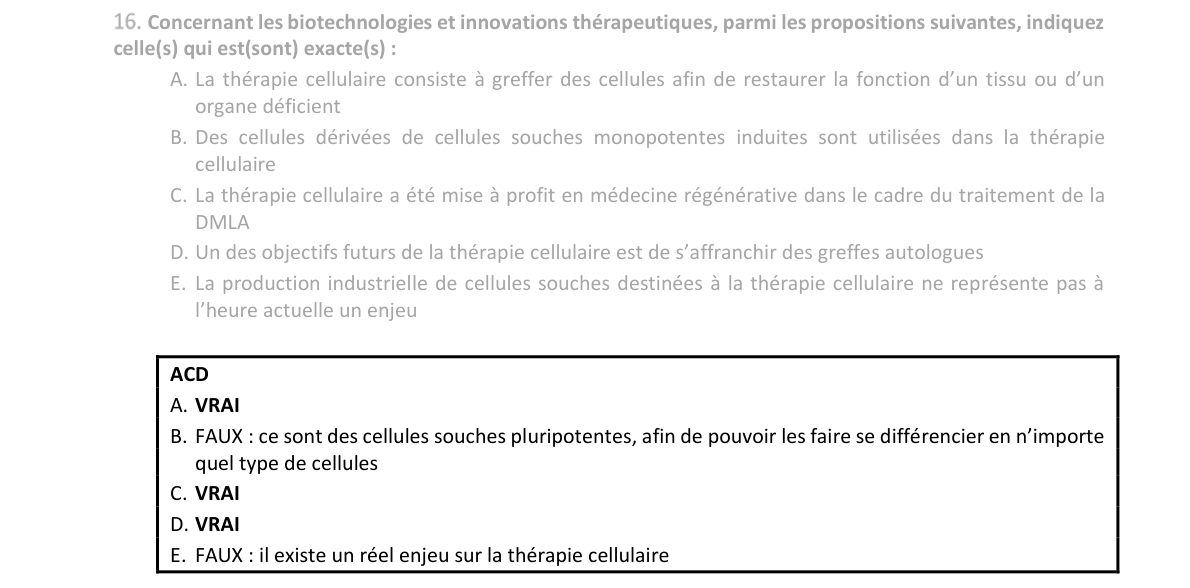 16. Concernant les biotechnologies et innovations thérapeutiques, parmi les propositions suivantes, indiquez
celle(s) qui est(sont) exacte(s) :
A. La thérapie cellulaire consiste à greffer des cellules afin de restaurer la fonction d’un tissu ou d’un
organe déficient
B. Des cellules dérivées de cellules souches monopotentes induites sont utilisées dans la thérapie
cellulaire
C. La thérapie cellulaire a été mise à profit en médecine régénérative dans le cadre du traitement de la
DMLA
D. Un des objectifs futurs de la thérapie cellulaire est de s’affranchir des greffes autologues
E. La production industrielle de cellules souches destinées à la thérapie cellulaire ne représente pas à
l’heure actuelle un enjeu
ACD
A. VRAI
B. FAUX : ce sont des cellules souches pluripotentes, afin de pouvoir les faire se différencier en n’importe
quel type de cellules
C. VRAI
D. VRAI
E. FAUX : il existe un réel enjeu sur la thérapie cellulaire